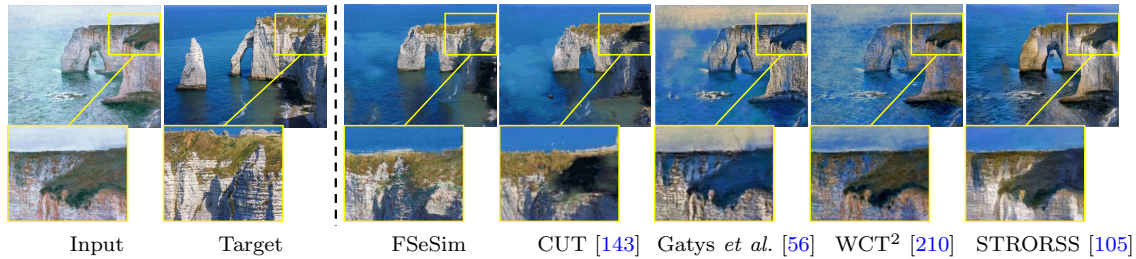 Input Target FSeSim CUT [143] Gatys et al. [56] WCT² [210] STRORSS [105]